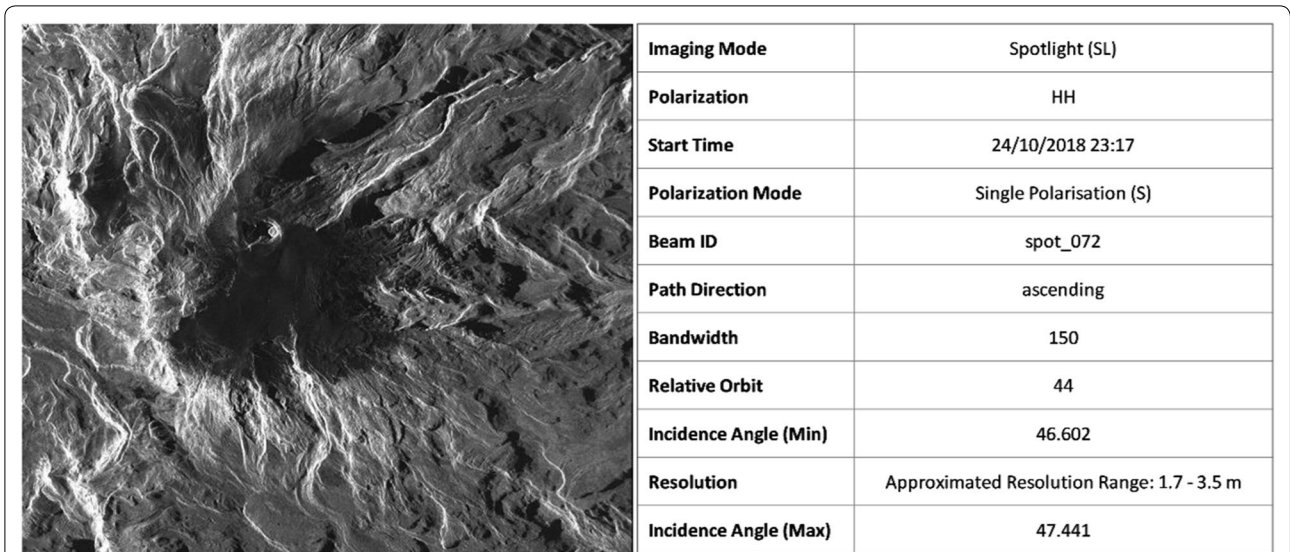 Imaging Mode Spotlight (SL)
Polarization HH
Start Time 24/10/2018 23:17
Polarization Mode Single Polarisation (S)
Beam ID spot_072
Path Direction ascending
Bandwidth 150
Relative Orbit 44
Incidence Angle (Min) 46.602
Resolution Approximated Resolution Range: 1.7 - 3.5 m
Incidence Angle (Max) 47.441